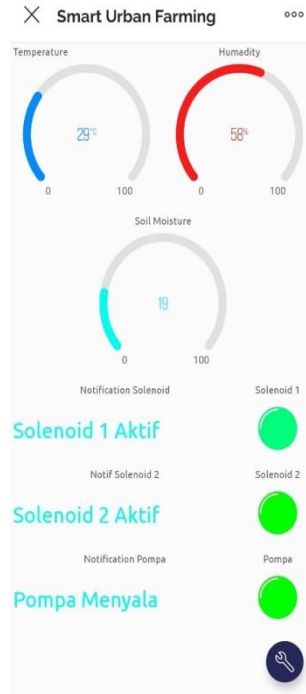 Smart Urban Farming
Temperature Humadity
29°C 58%
0 100 0 100
Soil Moisture
19
0 100
Notification Solenoid Solenoid 1
Solenoid 1 Aktif
Notif Solenoid 2 Solenoid 2
Solenoid 2 Aktif
Notification Pompa Pompa
Pompa Menyala